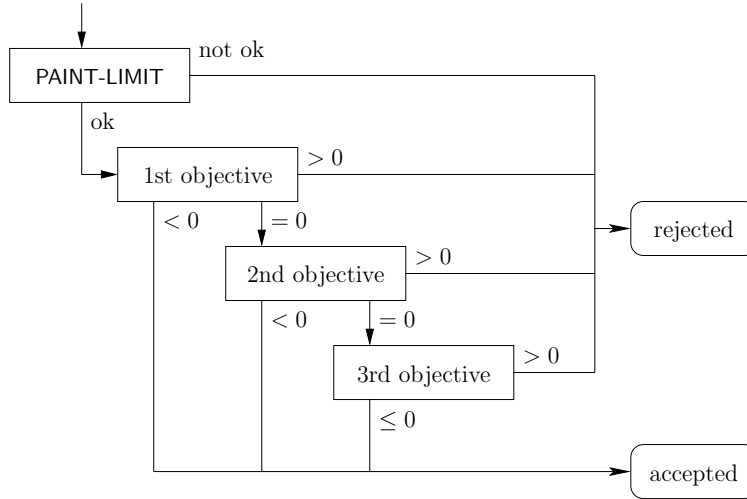 not ok
PAINT-LIMIT
ok
> 0
1st objective
< 0
= 0
rejected
> 0
2nd objective
< 0
= 0
> 0
3rd objective
≤ 0
accepted